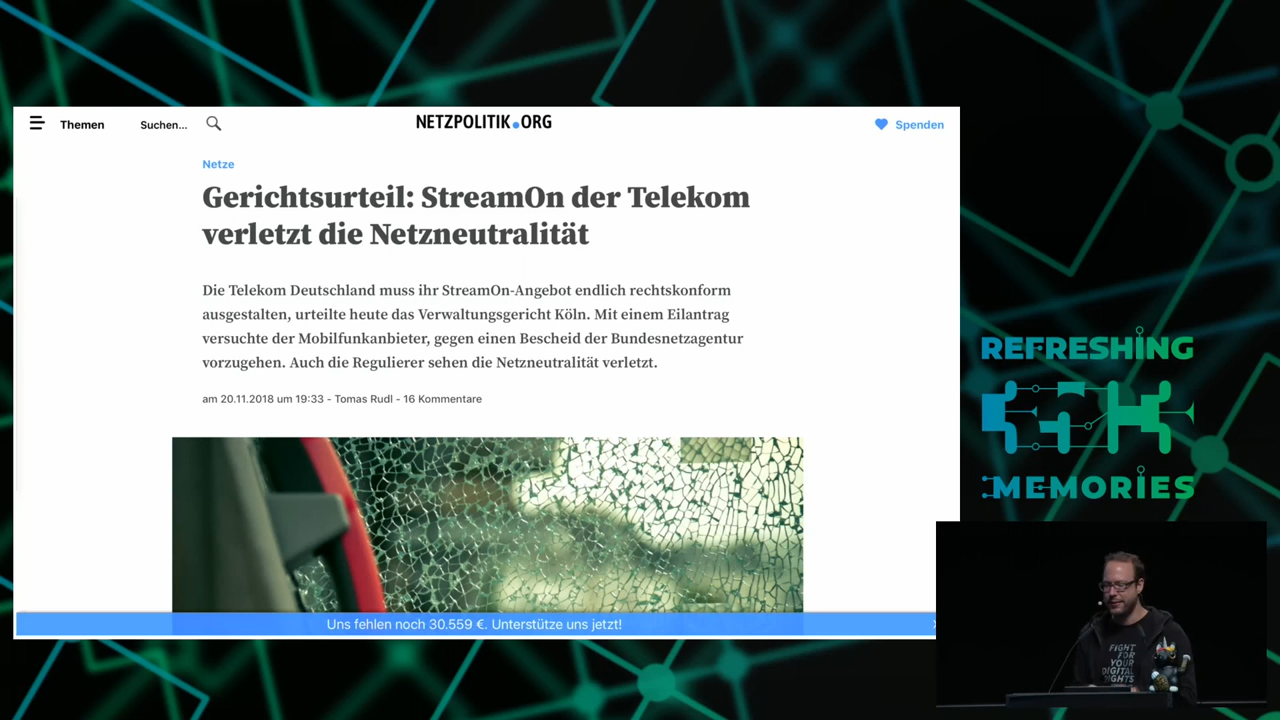 Themen
Suchen...
NETZPOLITIK.ORG
Spenden
Netze
Gerichtsurteil: StreamOn der Telekom
verletzt die Netzneutralität
Die Telekom Deutschland muss ihr StreamOn-Angebot endlich rechtskonform
ausgestalten, urteilte heute das Verwaltungsgericht Köln. Mit einem Eilantrag
versuchte der Mobilfunkanbieter, gegen einen Bescheid der Bundesnetzagentur
vorzugehen. Auch die Regulierer sehen die Netzneutralität verletzt.
am 20.11.2018 um 19:33 - Tomas Rudl - 16 Kommentare
Uns fehlen noch 30.559 €. Unterstütze uns jetzt!
REFRESHING
MEMORIES
FIGHT
FOR
YOUR
DIGITAL
RIGHTS